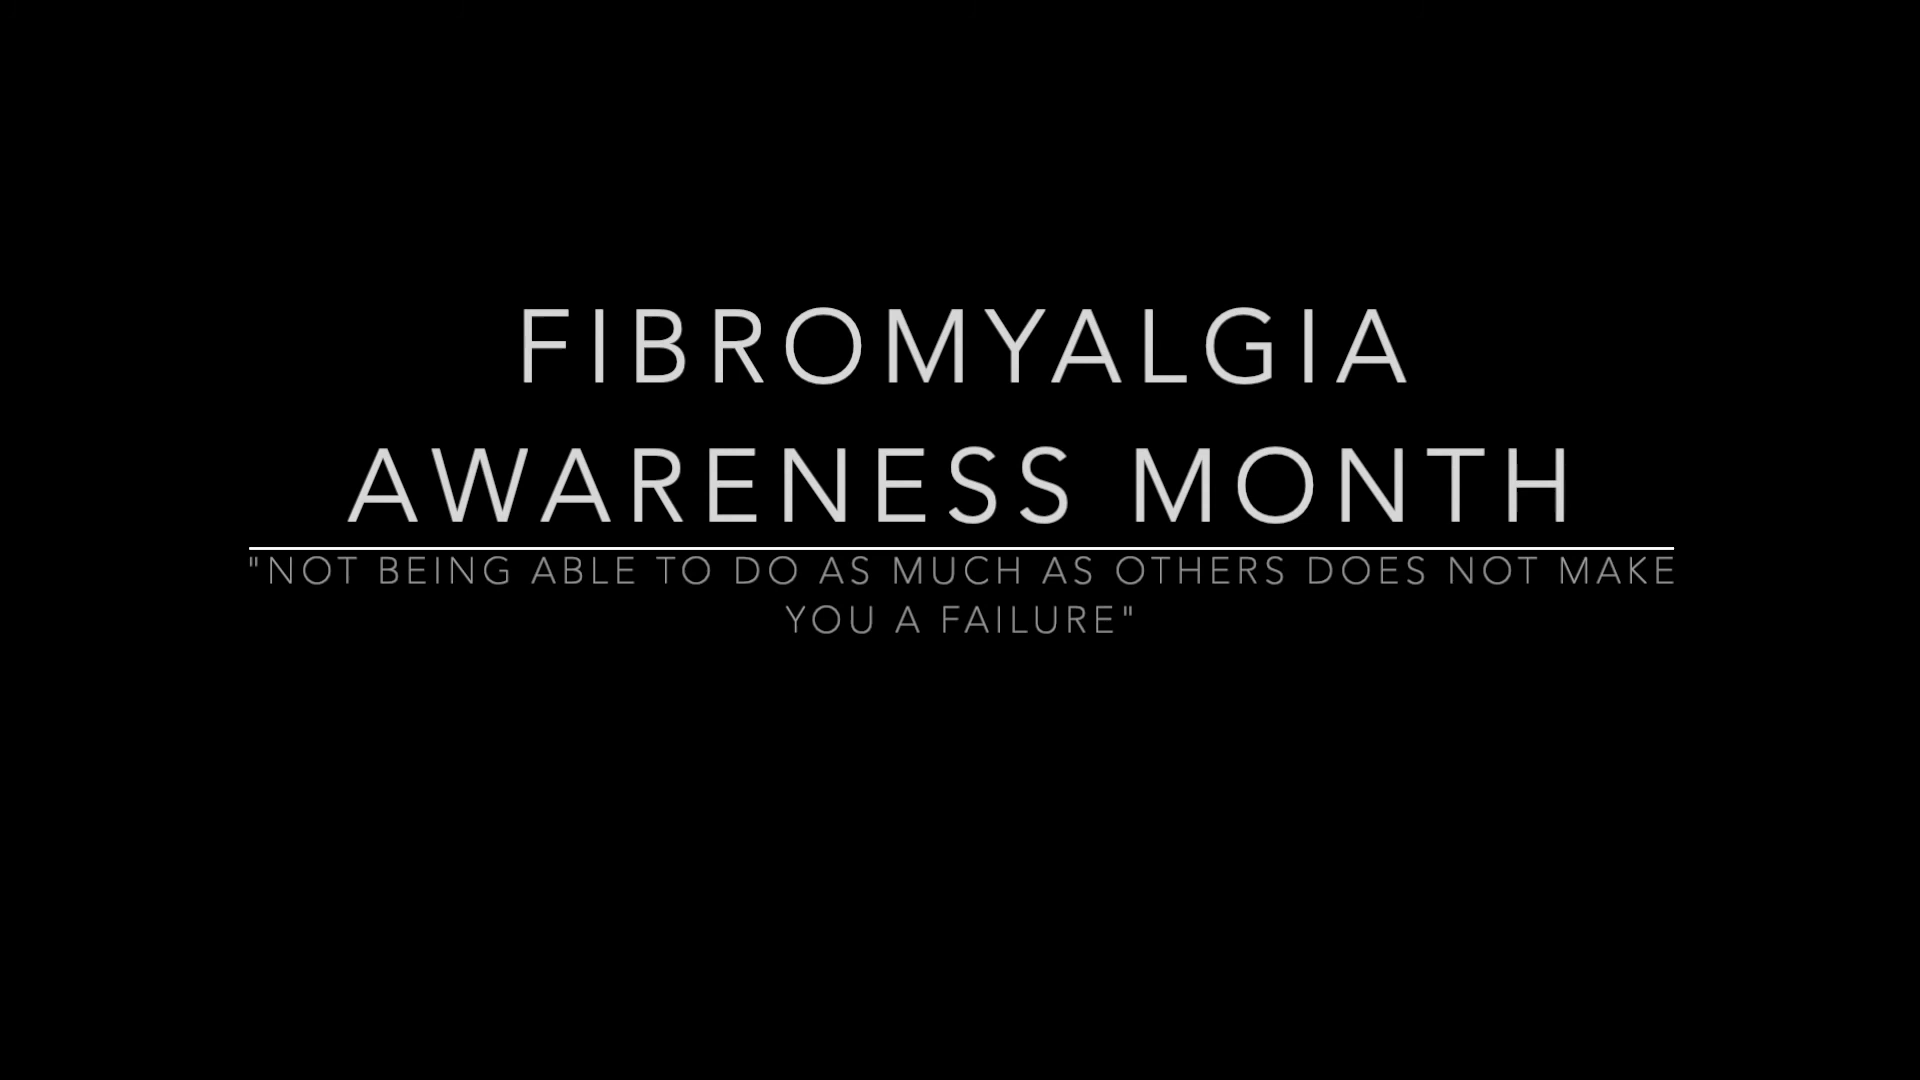 FIBROMYALGIA
AWARENESS MONTH
"NOT BEING ABLE TO DO AS MUCH AS OTHERS DOES NOT MAKE
YOU A FAILURE"